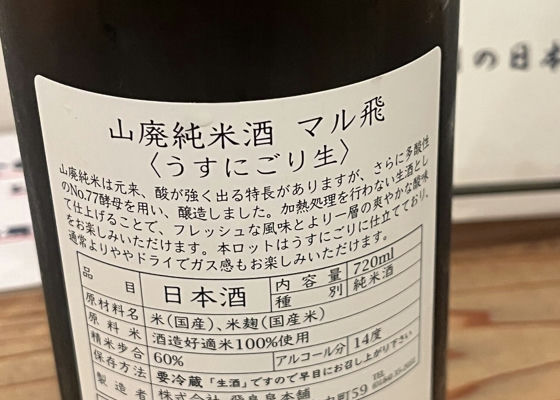 の日本
山廃純米酒 マル飛
〈うすにごり生〉
山廃純米は元来、酸が強く出る特長がありますが、さらに多酸性
のNo.77酵母を用い、醸造しました。加熱処理を行わない生酒とし
て仕上げることで、フレッシュな風味とより一層の爽やかな酸味
をお楽しみいただけます。本ロットはうすにごりに仕立てており、
通常よりややドライでガス感もお楽しみいただけます。
品目 日本酒 内容量 720ml
種別 純米酒
原材料名 米(国産)、米麹(国産米)
原料米 酒造好適米100%使用
精米歩合 60% アルコール分 14度
保存方法 要冷蔵「生酒」ですので早目にお召し上がり下さい
製造者 株式会社 飛良泉本舗
町59 TEL